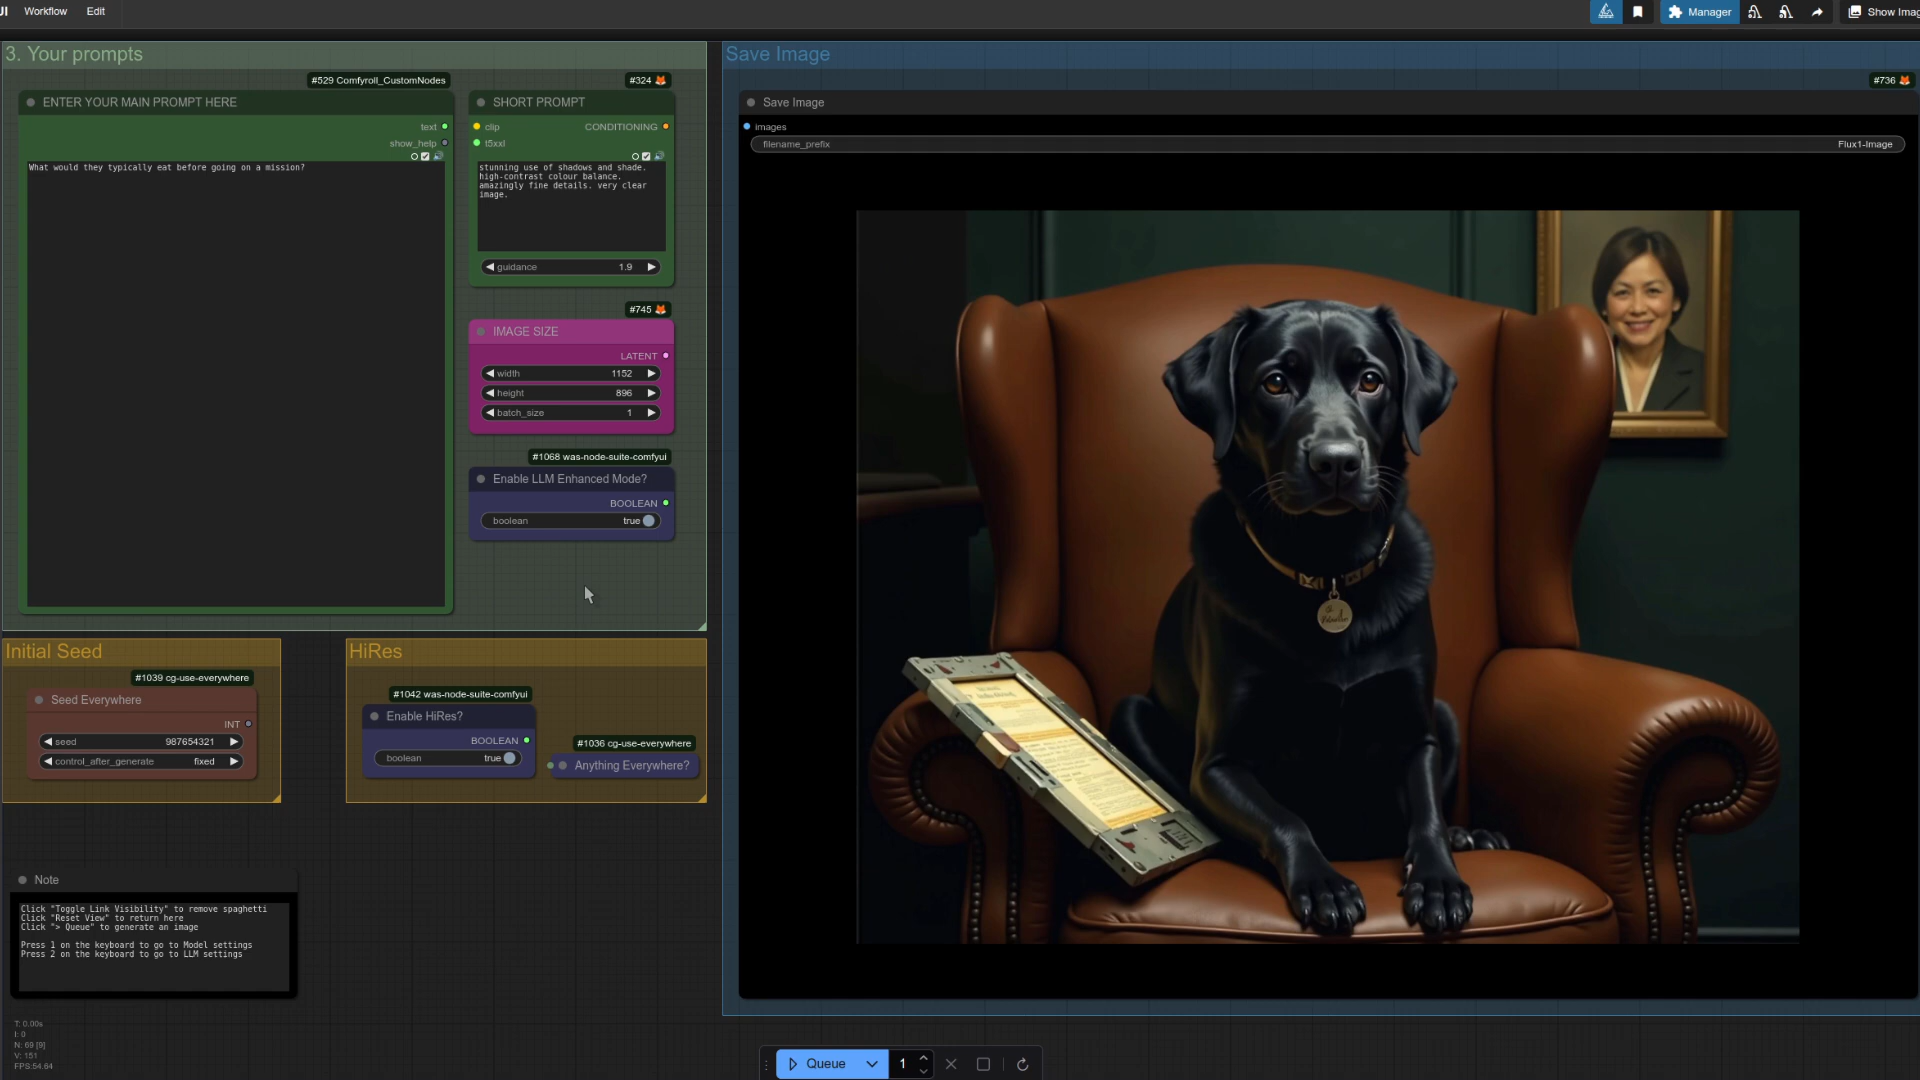 UI Workflow Edit
Manager
Show Imag
3. Your prompts
#529 Comfyroll_CustomNodes
ENTER YOUR MAIN PROMPT HERE
text
show_help
What would they typically eat before going on a mission?
#324
SHORT PROMPT
clip CONDITIONING
t5xxl
stunning use of shadows and shade.
high-contrast colour balance.
amazingly fine details. very clear
image.
guidance 1.9
#745
IMAGE SIZE
LATENT
width 1152
height 896
batch_size 1
#1068 was-node-suite-comfyui
Enable LLM Enhanced Mode?
BOOLEAN
boolean true
Initial Seed
#1039 cg-use-everywhere
Seed Everywhere
INT
seed 987654321
control_after_generate fixed
HiRes
#1042 was-node-suite-comfyui
Enable HiRes?
BOOLEAN
boolean true
#1036 cg-use-everywhere
Anything Everywhere?
Note
Click "Toggle Link Visibility" to remove spaghetti
Click "Reset View" to return here
Click "> Queue" to generate an image
Press 1 on the keyboard to go to Model settings
Press 2 on the keyboard to go to LLM settings
T: 0.00s
I: 0
N: 69 [9]
V: 151
FPS:54.64
Save Image
#736
Save Image
images
filename_prefix Flux1-Image
Queue 1